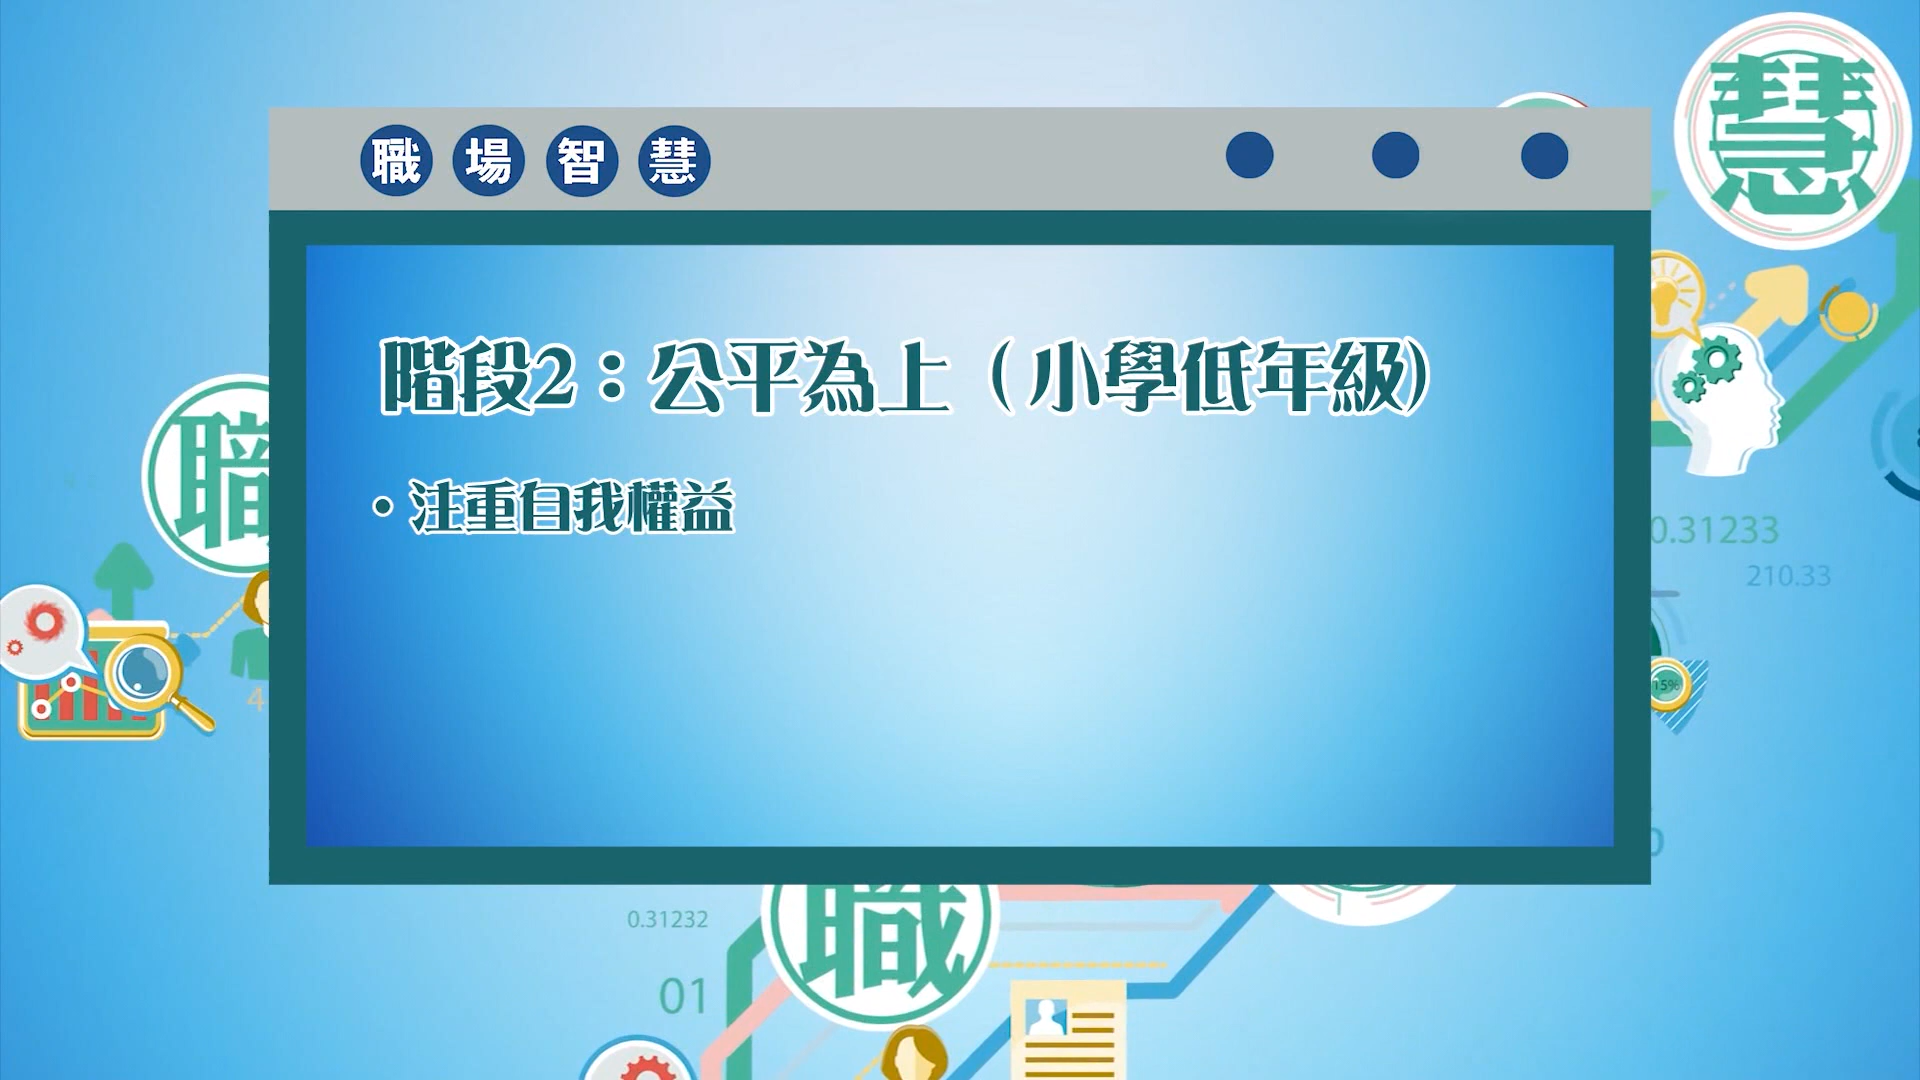 慧
職場智慧
階段2：公平為上（小學低年級）
・注重自我權益
職
0.31233
210.33
15%
0.31232
職
01